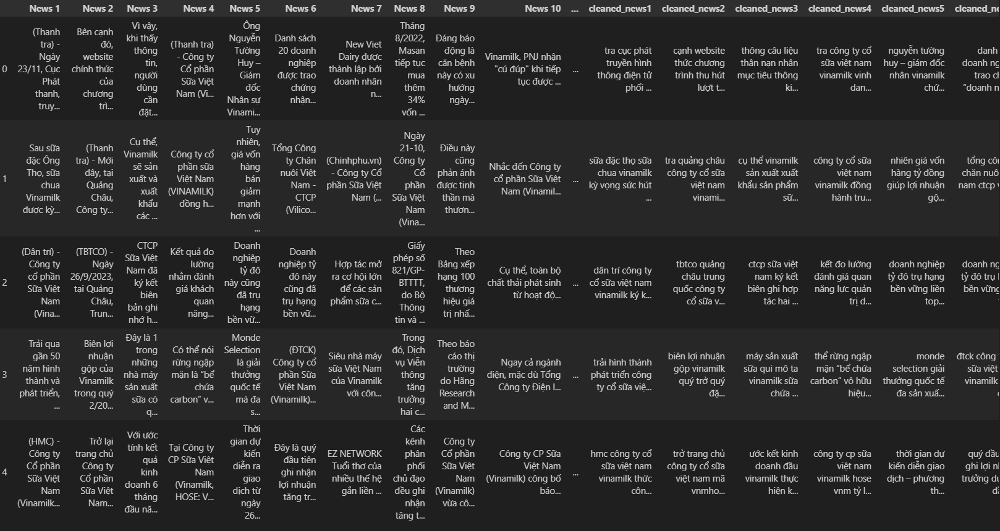 News 1 News 2 News 3 News 4 News 5 News 6 News 7 News 8 News 9 News 10 ... cleaned_news1 cleaned_news2 cleaned_news3 cleaned_news4 cleaned_news5
0
(Thanh
tra) -
Ngày
23/11, Cục
Phát
thanh,
truy...
Bên cạnh
đó,
website
chính thức
của
chương
trì...
Vì vậy,
khi thấy
thông
tin,
người
dùng
cần
đặt...
(Thanh tra)
- Công ty
Cổ phần
Sữa Việt
Nam (Vi...
Ông
Nguyễn
Tường
Huy –
Giám
đốc
Nhân sự
Vinami...
Danh sách
20 doanh
nghiệp
được trao
chứng
nhận...
New Viet
Dairy được
thành lập bởi
doanh nhân
n...
Tháng
8/2022,
Masan
tiếp tục
mua
thêm
34%
vốn ...
Đáng báo
động là
căn bệnh
này có xu
hướng
ngày...
Vinamilk, PNJ nhận
"cú đúp" khi tiếp
tục được ...
...
tra cục phát
truyền hình
thông điện tử
phối ...
cạnh website
thức chương
trình thu hút
lượt t...
thông câu liệu
thân nạn nhân
mục tiêu thông
ki...
tra công ty cổ
sữa việt nam
vinamilk vinh
dan...
nguyễn tường
huy – giám đốc
nhân vinamilk
chứ...
danh
doanh
trao
1
Sau sữa
đặc Ông
Thọ, sữa
chua
Vinamilk
được kỳ...
(Thanh
tra) - Mới
đây, tại
Quảng
Châu,
Công ty...
Cụ thể,
Vinamilk
sẽ sản
xuất và
xuất
khẩu
các ...
Công ty cổ
phần sữa
Việt Nam
(VINAMILK)
đồng h...
Tuy
nhiên,
giá vốn
hàng
bán
giảm
mạnh
hơn với
...
Tổng Công
ty Chăn
nuôi Việt
Nam -
CTCP
(Vilico...
(Chinhphu.vn)
- Công ty Cổ
phần Sữa Việt
Nam (...
Ngày
21-10,
Công ty
Cổ
phần
Sữa Việt
Nam
(Vina...
Điều này
cũng
phản ánh
được tinh
thần mà
thươn...
Nhắc đến Công ty
cổ phần Sữa Việt
Nam (Vinamil...
...
sữa đặc thọ sữa
chua vinamilk
kỳ vọng sức hút
...
tra quảng châu
công ty cổ sữa
việt nam
vinami...
cụ thể vinamilk
sản xuất xuất
khẩu sản phẩm
sữ...
công ty cổ sữa
việt nam
vinamilk đồng
hành tru...
nhiên giá vốn
hàng tỷ đồng
giúp lợi nhuận
gộ...
tổng
chăn
nam ctcp
2
(Dân trí) -
Công ty
cổ phần
Sữa Việt
Nam
(Vina...
(TBTCO) -
Ngày
26/9/2023,
tại Quảng
Châu,
Trun...
CTCP
Sữa Việt
Nam đã
ký kết
biên
bản ghi
nhớ h...
Kết quả đo
lường
nhằm đánh
giá khách
quan
năng...
Doanh
nghiệp
tỷ đô
này cũng
đã trụ
hạng
bền vữ...
Doanh
nghiệp tỷ
đô này
cũng đã
trụ hạng
bền vữ...
Hợp tác mở
ra cơ hội lớn
để các sản
phẩm sữa c...
Giấy
phép số
821/GP-
BTTTT,
do Bộ
Thông
tin và ...
Theo
Bảng xếp
hạng 100
thương
hiệu giá
trị nhấ...
Cụ thể, toàn bộ
chất thải phát sinh
từ hoạt độ...
...
dân trí công ty
cổ sữa việt nam
vinamilk ký k...
tbtco quảng
châu trung
quốc công ty
cổ sữa v...
ctcp sữa việt
nam ký kết
biên ghi hợp
tác hai ...
kết đo lường
đánh giá quan
năng lực quản
trị d...
doanh nghiệp
tỷ đô trụ hạng
bền vững liên
top...
doanh
tỷ đô trụ
bền vững
3
Trải qua
gần 50
năm hình
thành và
phát triển,
...
Biên lợi
nhuận
gộp của
Vinamilk
trong quý
2/20...
Đây là 1
trong
những
nhà máy
sản xuất
sữa có
q...
Có thể nói
rừng ngập
mặn là “bể
chứa
carbon” v...
Monde
Selection
là giải
thưởng
quốc tế
mà đa
s...
(ĐTCK)
Công ty cổ
phần Sữa
Việt Nam
(Vinamilk)...
Siêu nhà máy
sữa Việt Nam
của Vinamilk
với côn...
Trong
đó, Dịch
vụ Viễn
thông
tăng
trưởng
hai c...
Theo báo
cáo thị
trường
do Hãng
Research
and M...
Ngay cả ngành
điện, mặc dù Tổng
Công ty Điện l...
...
trải hình thành
phát triển công
ty cổ sữa việ...
biên lợi nhuận
gộp vinamilk
quý trở quý
đặ...
máy sản xuất
sữa qui mô ta
vinamilk sữa
chứa ...
thể rừng ngập
mặn “bể chứa
carbon” vô hữu
hiệu...
monde
selection giải
thưởng quốc tế
đa sản xuấ...
đtck công
sữa việt
vinamilk
4
(HMC) -
Công ty
Cổ phần
Sữa Việt
Nam
(Vinamilk...
Trở lại
trang chủ
Công ty
Cổ phần
Sữa Việt
Nam...
Với ước
tính kết
quả
kinh
doanh 6
tháng
đầu nă...
Tại Công ty
CP Sữa Việt
Nam
(Vinamilk,
HOSE: V...
Thời
gian dự
kiến
diễn ra
giao
dịch từ
ngày
26...
Đây là quý
đầu tiên
ghi nhận
lợi nhuận
tăng tr...
EZ NETWORK
Tuổi thơ của
nhiều thế hệ
gắn liền ...
Các
kênh
phân
phối
chủ đạo
đều ghi
nhận
tăng t...
Công ty
Cổ phần
Sữa Việt
Nam
(Vinamilk)
vừa cô...
Công ty CP Sữa
Việt Nam
(Vinamilk) công bố
báo...
...
hmc công ty cổ
sữa việt nam
vinamilk thức
côn...
trở trang chủ
công ty cổ sữa
việt nam mã
vnmho...
ước kết kinh
doanh đầu
vinamilk thực
hiện k...
công ty cp sữa
việt nam
vinamilk hose
vnm tỷ l...
thời gian dự
kiến diễn giao
dịch – phương
th...
quý đầu
ghi lợi
trưởng